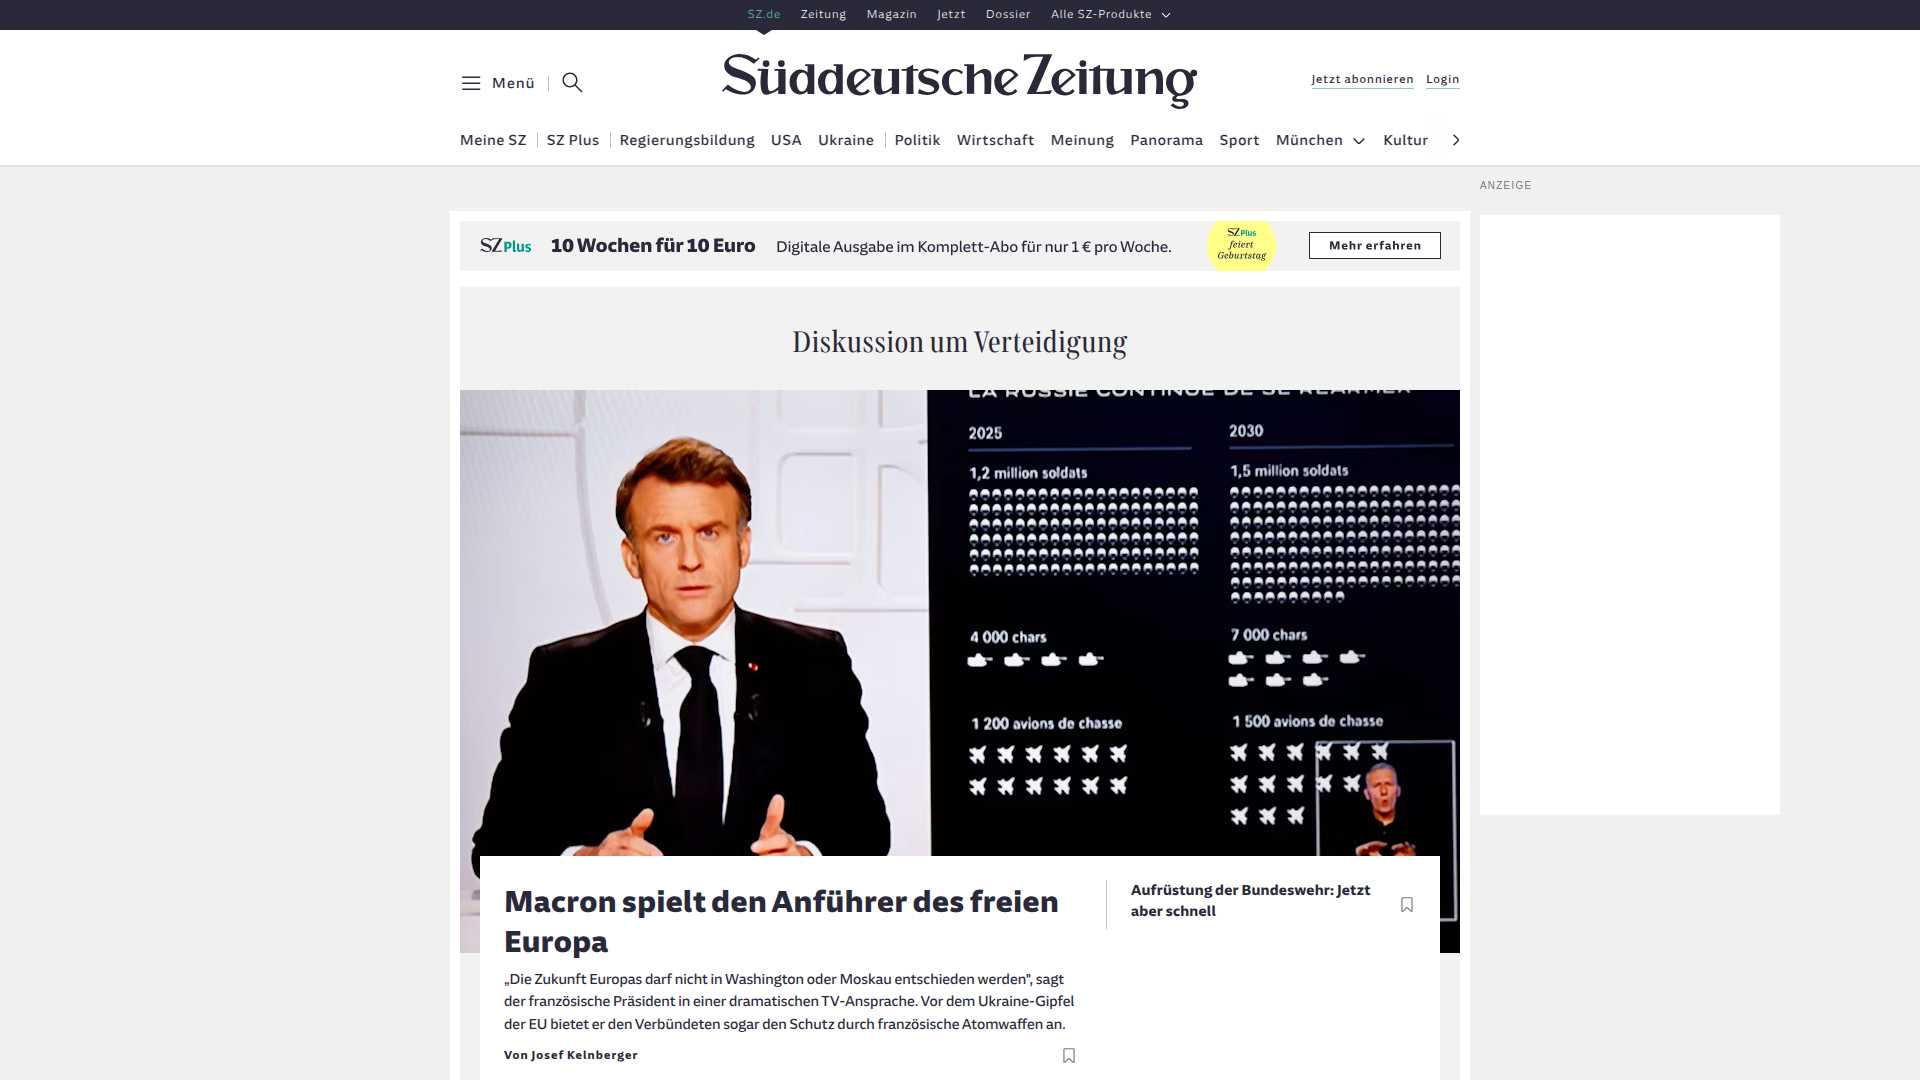 SZ.de Zeitung Magazin Jetzt Dossier Alle SZ-Produkte
Menü
Süddeutsche Zeitung
Jetzt abonnieren Login
Meine SZ SZ Plus Regierungsbildung USA Ukraine Politik Wirtschaft Meinung Panorama Sport München Kultur
ANZEIGE
SZ Plus 10 Wochen für 10 Euro Digitale Ausgabe im Komplett-Abo für nur 1 € pro Woche.
SZ Plus
feiert
Geburtstag
Mehr erfahren
Diskussion um Verteidigung
LA RUSSIE CONTINUE DE SE RÉARMER
2025
1,2 million soldats
4 000 chars
1 200 avions de chasse
2030
1,5 million soldats
7 000 chars
1 500 avions de chasse
Macron spielt den Anführer des freien
Europa
„Die Zukunft Europas darf nicht in Washington oder Moskau entschieden werden", sagt
der französische Präsident in einer dramatischen TV-Ansprache. Vor dem Ukraine-Gipfel
der EU bietet er den Verbündeten sogar den Schutz durch französische Atomwaffen an.
Von Josef Kelnberger
Aufrüstung der Bundeswehr: Jetzt
aber schnell